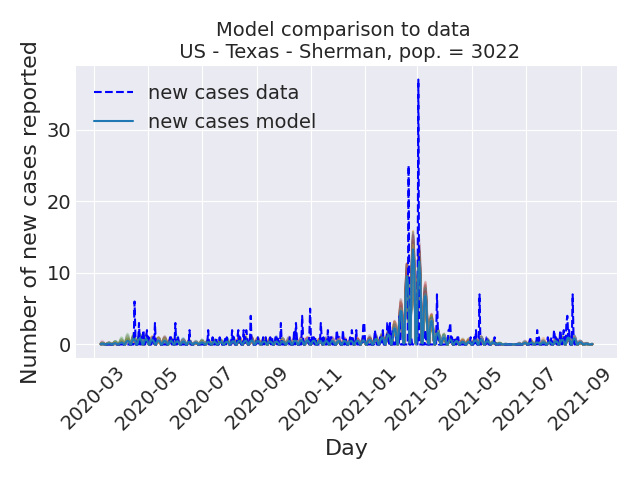 Model comparison to data
US - Texas - Sherman, pop. = 3022
Number of new cases reported
new cases data
new cases model
30
20
10
0
2020-03
2020-05
2020-07
2020-09
2020-11
2021-01
2021-03
2021-05
2021-07
2021-09
Day